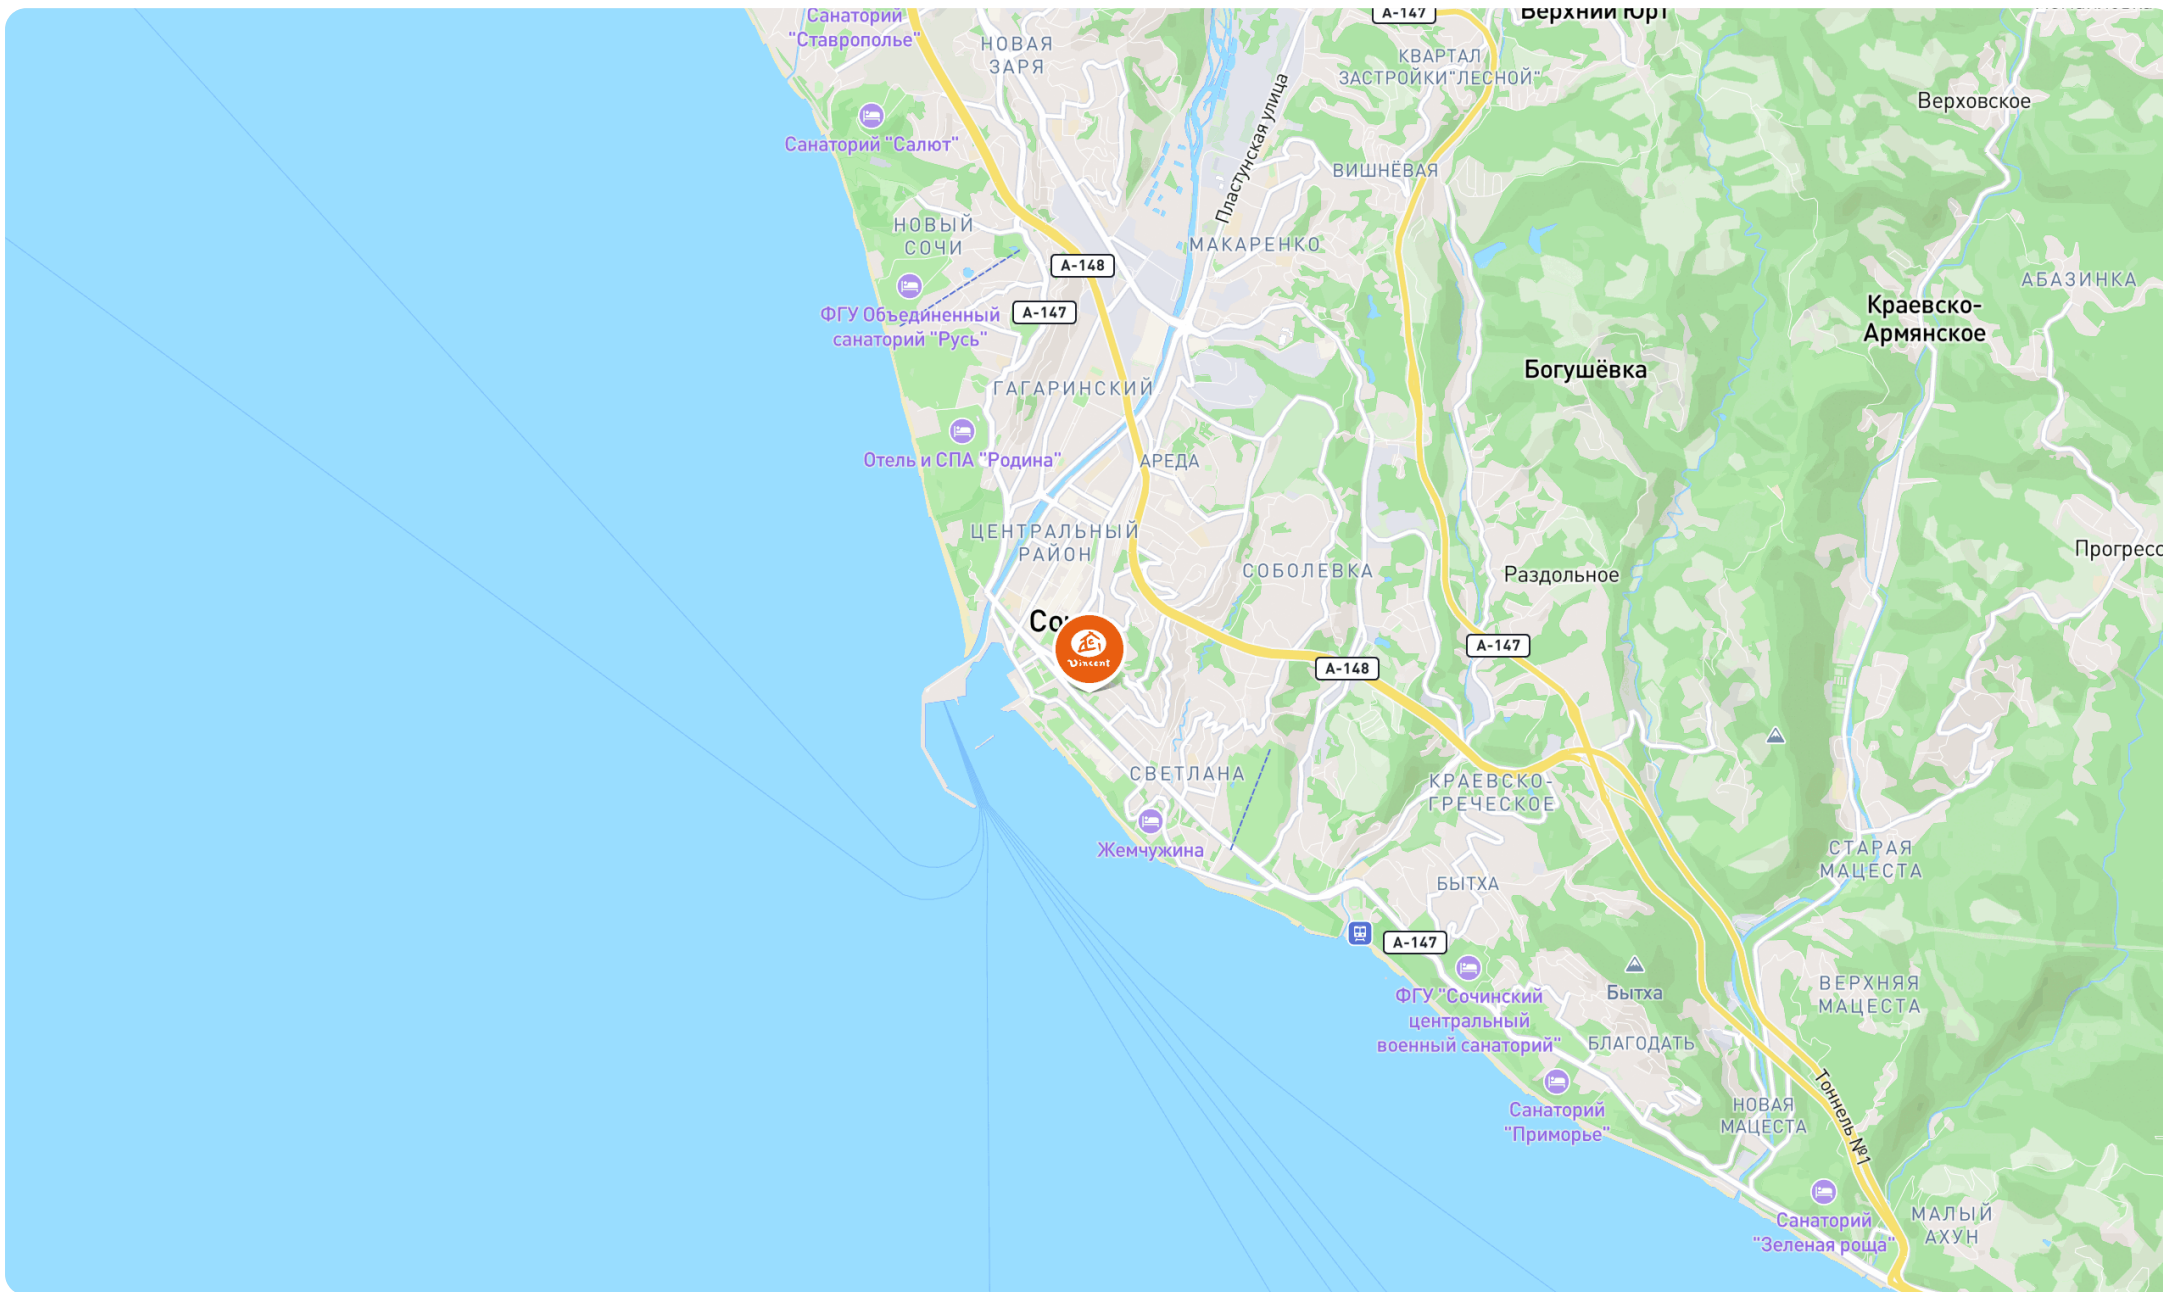 Санаторий
"Ставрополье"
НОВАЯ
ЗАРЯ
А-147
Верхний Юрт
КВАРТАЛ
ЗАСТРОЙКИ"ЛЕСНОЙ"
Верховское
Санаторий "Салют"
Пластунская улица
ВИШНЁВАЯ
НОВЫЙ
СОЧИ
МАКАРЕНКО
А-148
АБАЗИНКА
ФГУ Объединенный
санаторий "Русь"
А-147
Краевско-
Армянское
Богушёвка
ГАГАРИНСКИЙ
Отель и СПА "Родина"
АРЕДА
ЦЕНТРАЛЬНЫЙ
РАЙОН
СОБОЛЕВКА
Раздольное
Прогресс
Vincent
А-147
А-148
СВЕТЛАНА
КРАЕВСКО-
ГРЕЧЕСКОЕ
Жемчужина
СТАРАЯ
МАЦЕСТА
БЫТХА
А-147
ФГУ "Сочинский
центральный
военный санаторий"
Бытха
ВЕРХНЯЯ
МАЦЕСТА
БЛАГОДАТЬ
Санаторий
"Приморье"
НОВАЯ
МАЦЕСТА
Тоннель №1
Санаторий
"Зеленая роща"
МАЛЫЙ
АХУН